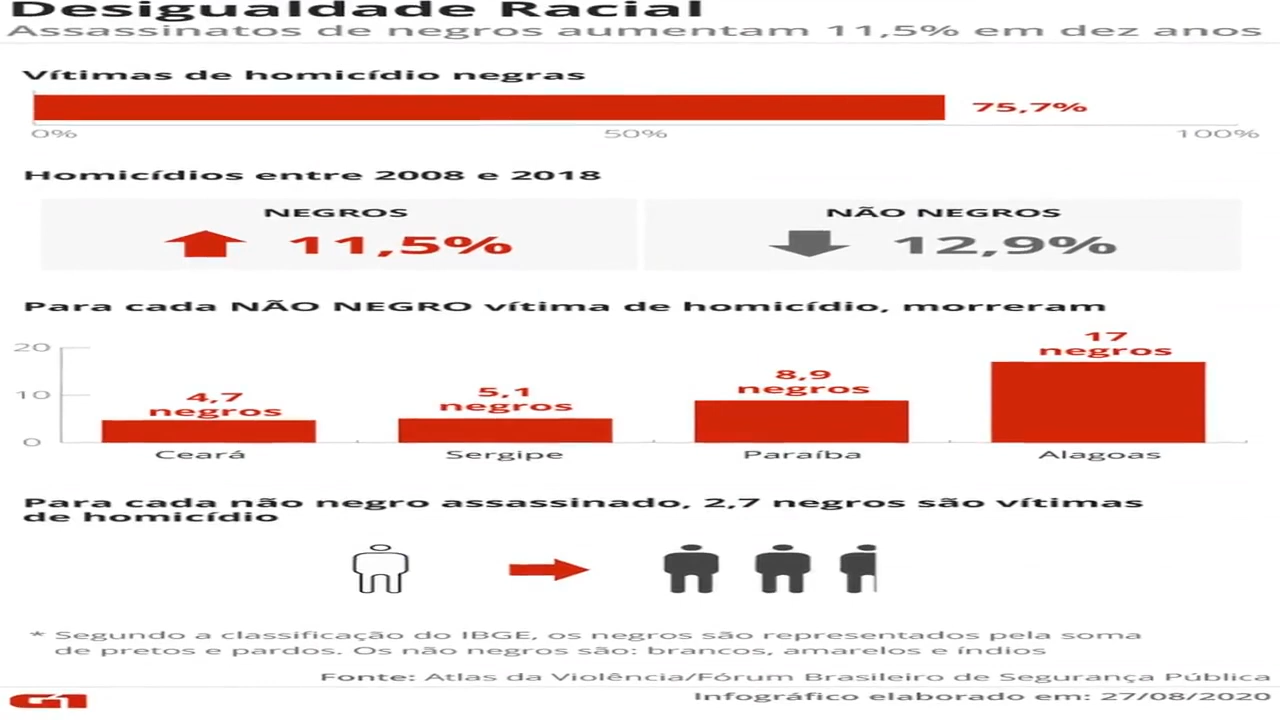 Desigualdade Racial
Assassinatos de negros aumentam 11,5% em dez anos
Vítimas de homicídio negras
75,7%
0% 50% 100%
Homicídios entre 2008 e 2018
NEGROS
11,5%
NÃO NEGROS
12,9%
Para cada NÃO NEGRO vítima de homicídio, morreram
20
10
0
4,7
negros
5,1
negros
8,9
negros
17
negros
Ceará Sergipe Paraíba Alagoas
Para cada não negro assassinado, 2,7 negros são vítimas
de homicídio
* Segundo a classificação do IBGE, os negros são representados pela soma
de pretos e pardos. Os não negros são: brancos, amarelos e índios
Fonte: Atlas da Violência/Fórum Brasileiro de Segurança Pública
G1
Infográfico elaborado em: 27/08/2020